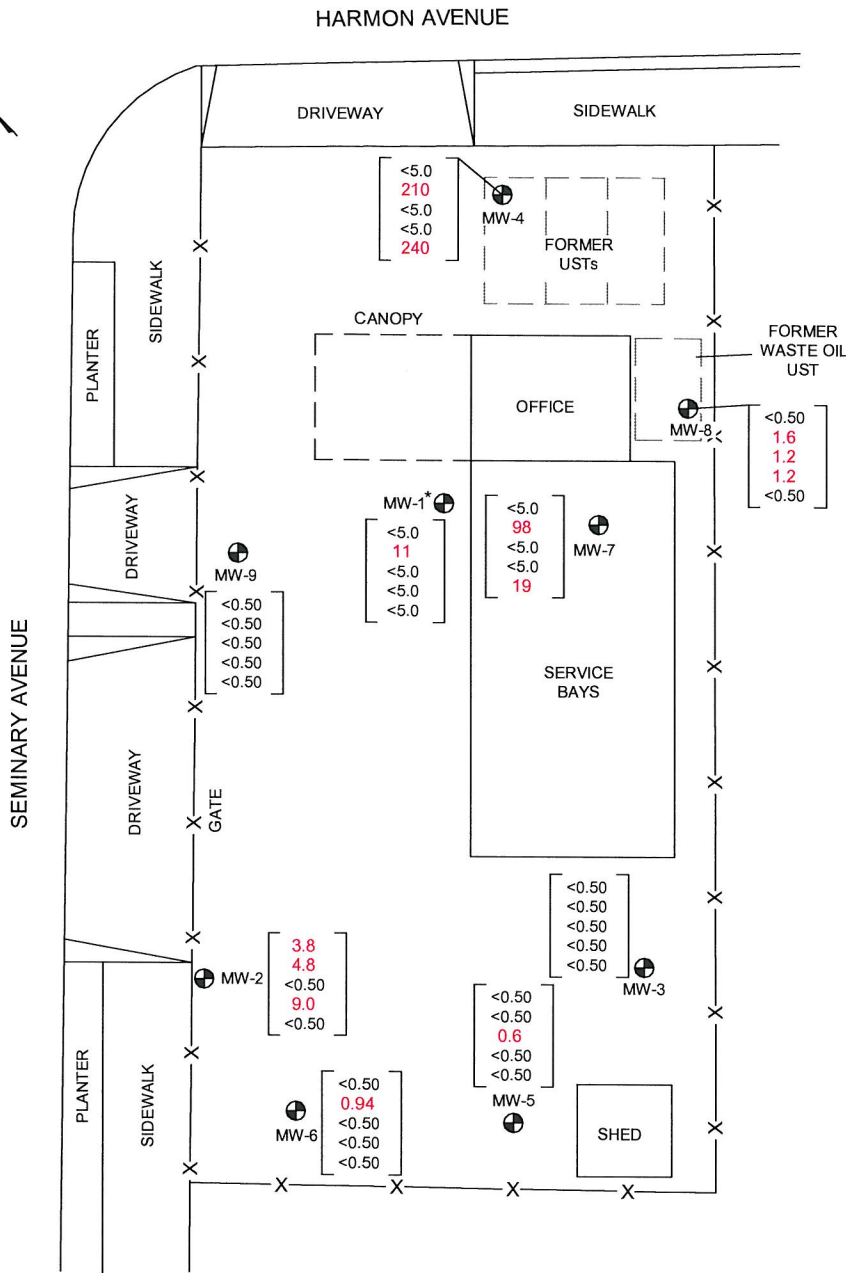 HARMON AVENUE
DRIVEWAY
SIDEWALK
<5.0
210
<5.0
<5.0
240
MW-4
FORMER
USTs
SIDEWALK
PLANTER
CANOPY
OFFICE
FORMER
WASTE OIL
UST
MW-8
<0.50
1.6
1.2
1.2
<0.50
MW-1*
<5.0
11
<5.0
<5.0
<5.0
<5.0
98
<5.0
<5.0
19
MW-7
DRIVEWAY
MW-9
<0.50
<0.50
<0.50
<0.50
<0.50
SEMINARY AVENUE
SERVICE
BAYS
DRIVEWAY
GATE
<0.50
<0.50
<0.50
<0.50
<0.50
MW-3
MW-2
3.8
4.8
<0.50
9.0
<0.50
<0.50
<0.50
0.6
<0.50
<0.50
MW-5
PLANTER
SIDEWALK
MW-6
<0.50
0.94
<0.50
<0.50
<0.50
SHED